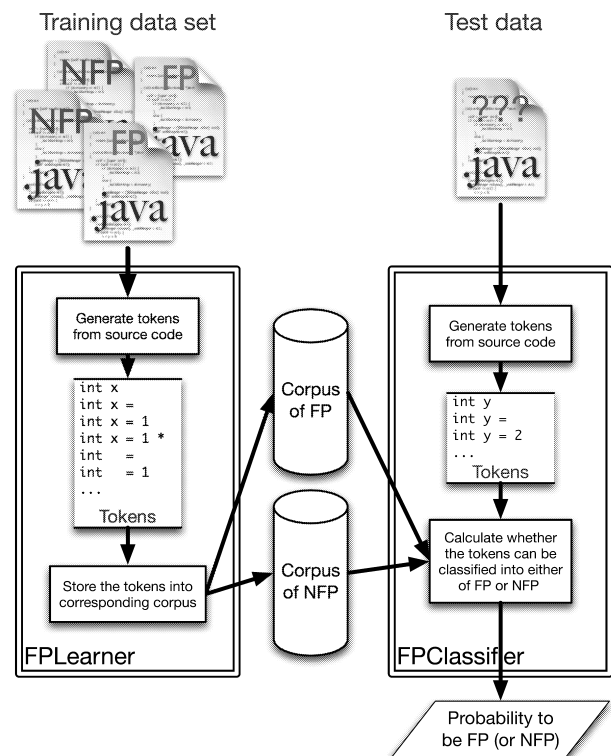 Training data set
Test data
NFP
FP
NFP
FP
.java
.java
.java
.java
???
.java
Generate tokens
from source code
int x
int x =
int x = 1
int x = 1 *
int   =
int   = 1
...
Tokens
Store the tokens into
corresponding corpus
FPLearner
Corpus
of FP
Corpus
of NFP
Generate tokens
from source code
int y
int y =
int y = 2
...
Tokens
Calculate whether
the tokens can be
classified into either
of FP or NFP
FPClassifier
Probability to
be FP (or NFP)